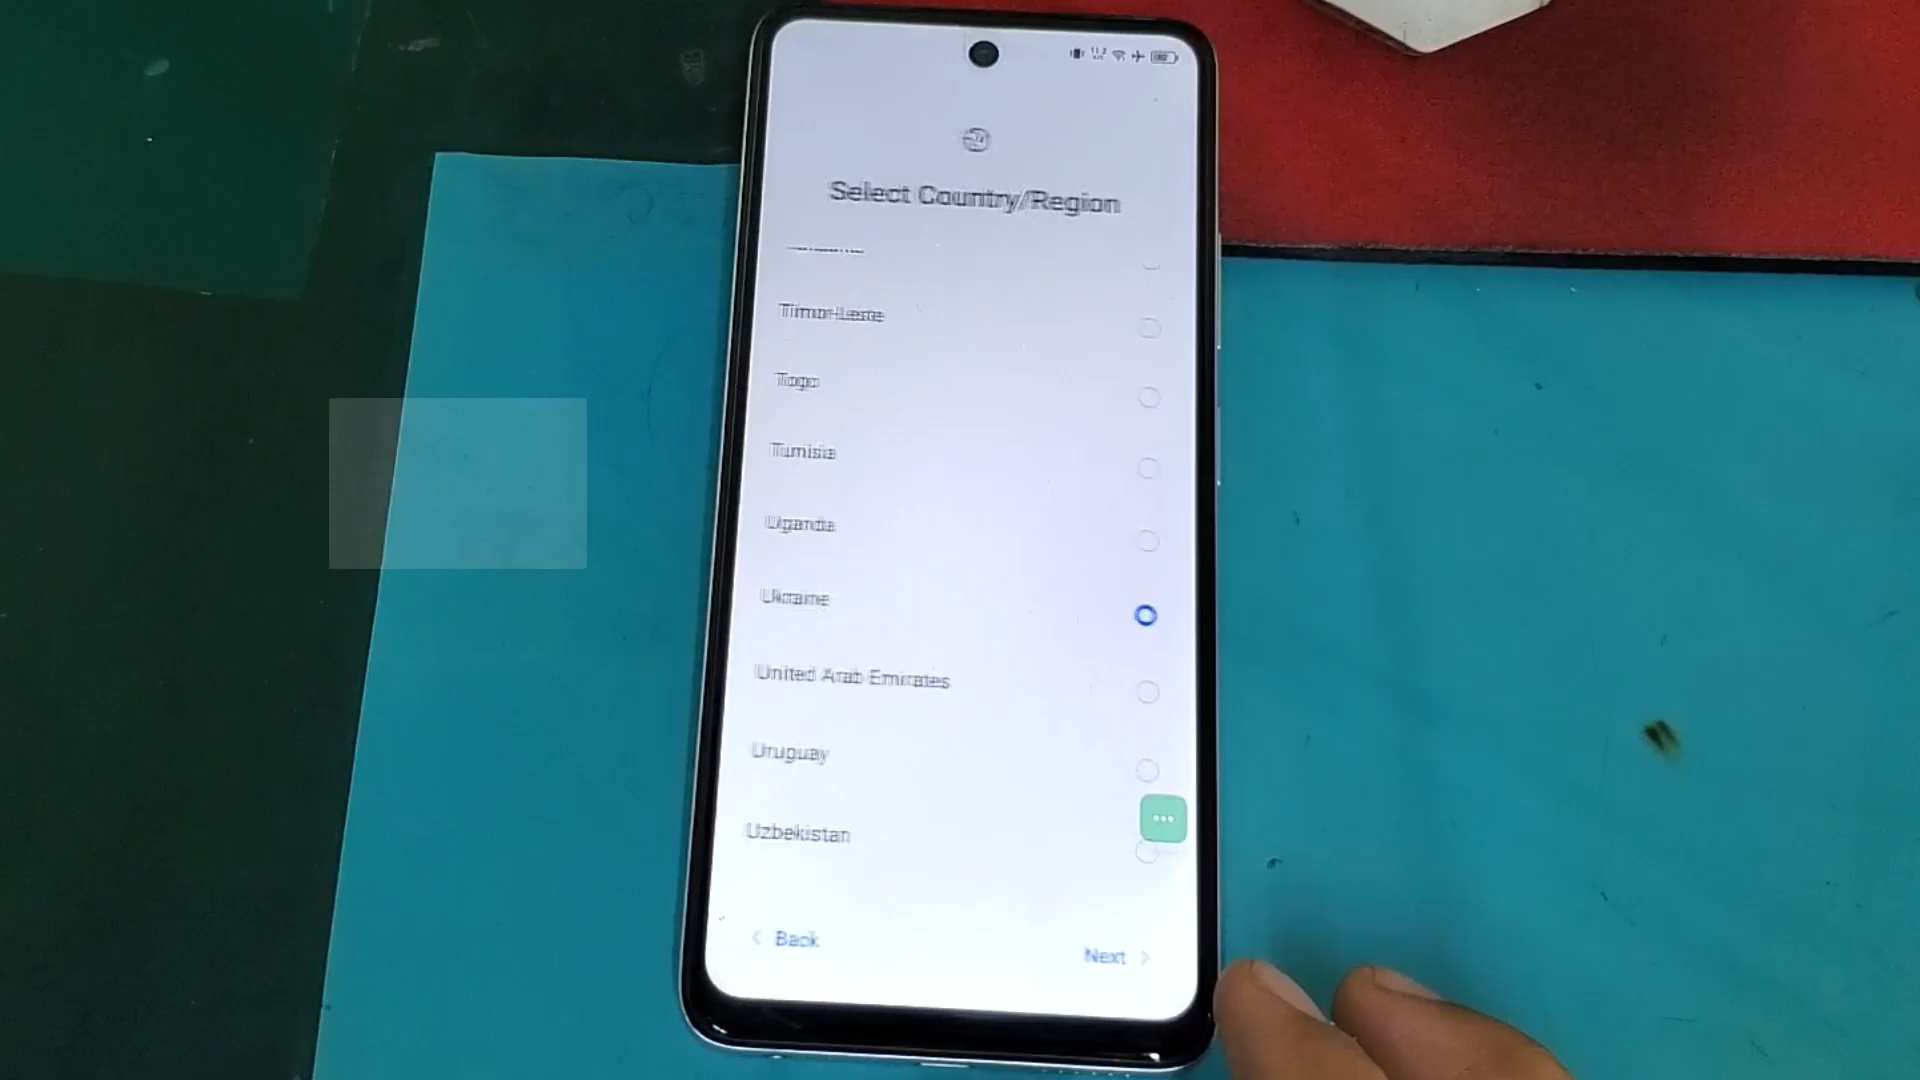 Select Country/Region
Timor-Leste
Togo
Tunisia
Uganda
Ukraine
United Arab Emirates
Uruguay
Uzbekistan
Back
Next